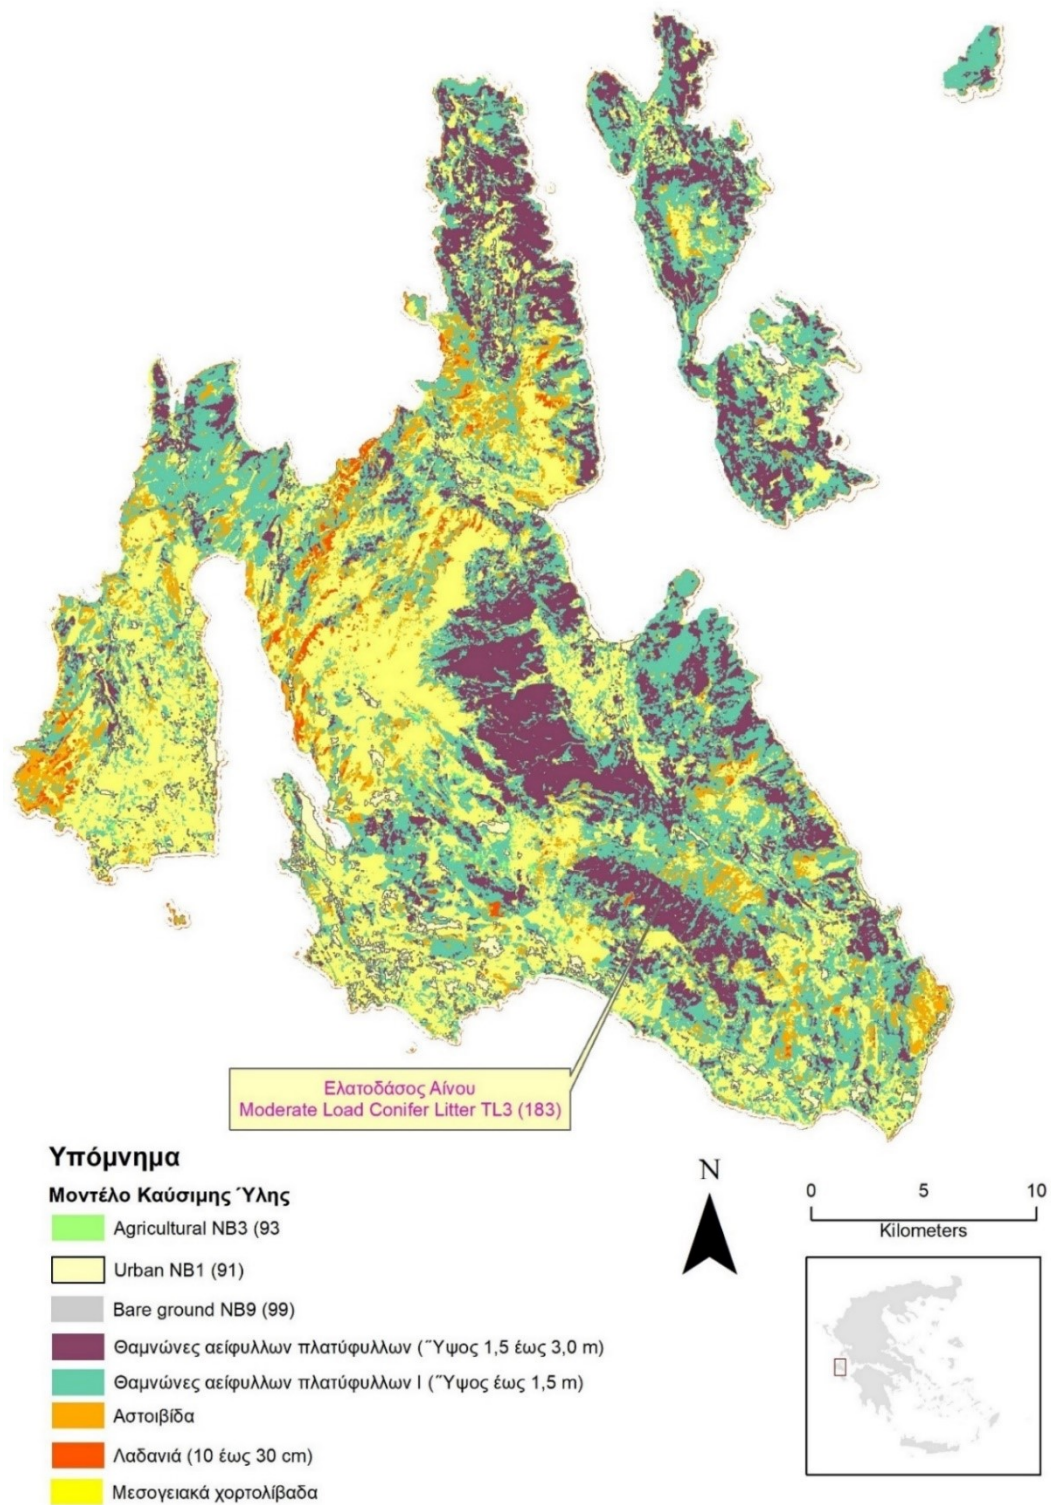 Ελατοδάσος Αίνου
Moderate Load Conifer Litter TL3 (183)
Υπόμνημα
Μοντέλο Καύσιμης Ύλης
Agricultural NB3 (93
Urban NB1 (91)
Bare ground NB9 (99)
Θαμνώνες αείφυλλων πλατύφυλλων (Ύψος 1,5 έως 3,0 m)
Θαμνώνες αείφυλλων πλατύφυλλων Ι (Ύψος έως 1,5 m)
Αστοιβίδα
Λαδανιά (10 έως 30 cm)
Μεσογειακά χορτολίβαδα
N
0 5 10
Kilometers